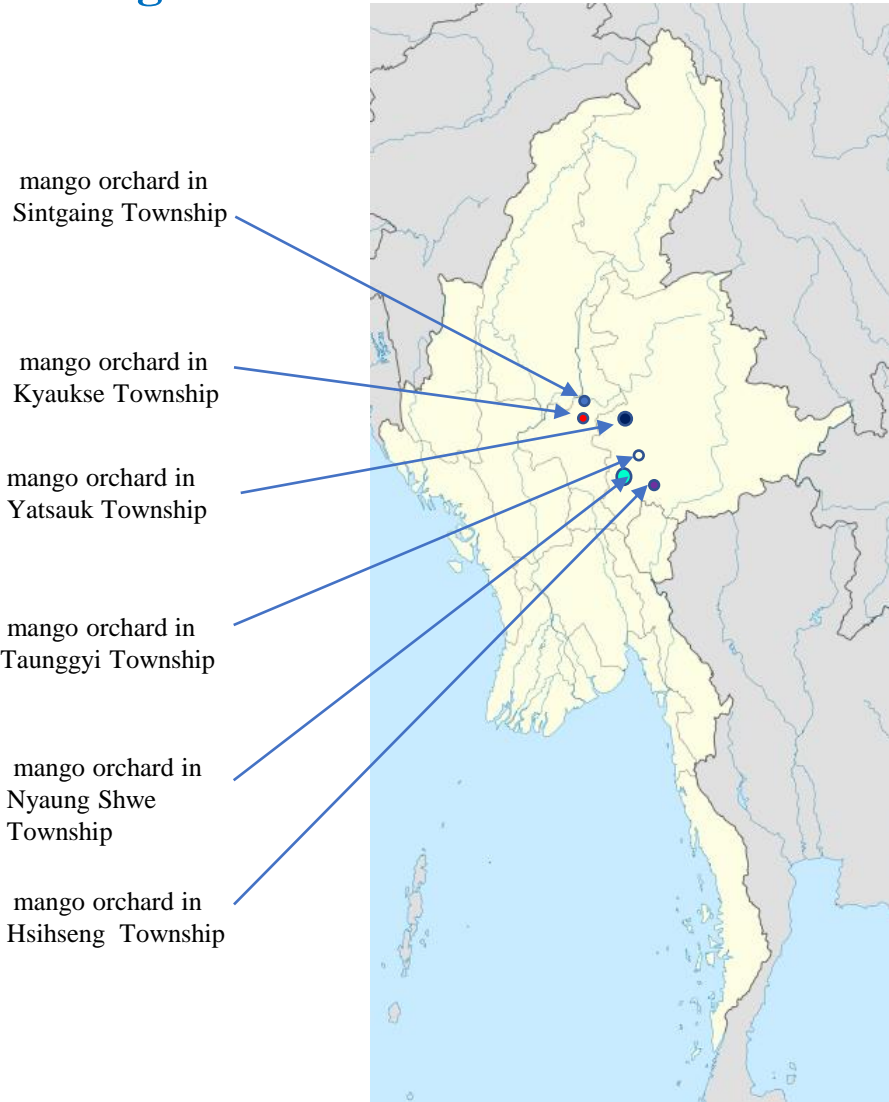 mango orchard in
Sintgaing Township
mango orchard in
Kyaukse Township
mango orchard in
Yatsauk Township
mango orchard in
Taunggyi Township
mango orchard in
Nyaung Shwe
Township
mango orchard in
Hsihseng Township